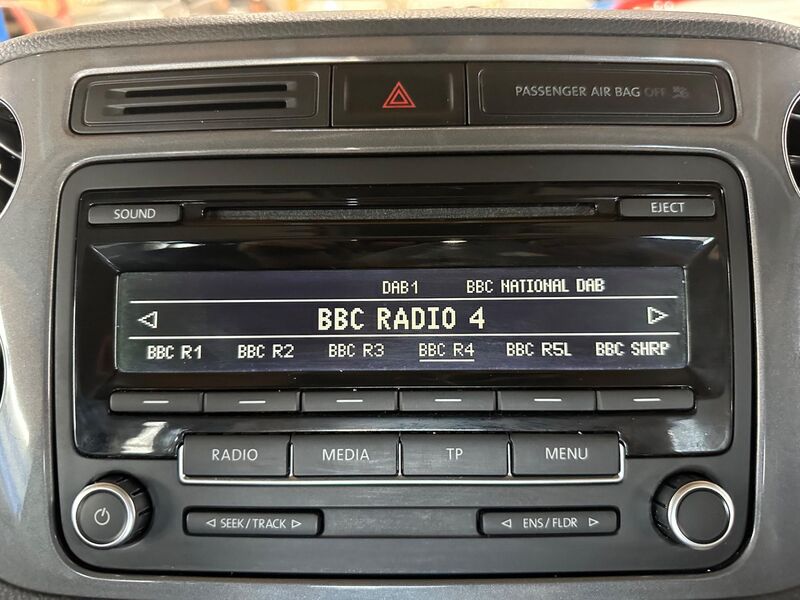 PASSENGER AIR BAG OFF
SOUND
EJECT
DAB1 BBC NATIONAL DAB
BBC RADIO 4
BBC R1 BBC R2 BBC R3 BBC R4 BBC R5L BBC SHRP
RADIO MEDIA TP MENU
SEEK/TRACK
ENS/FLDR